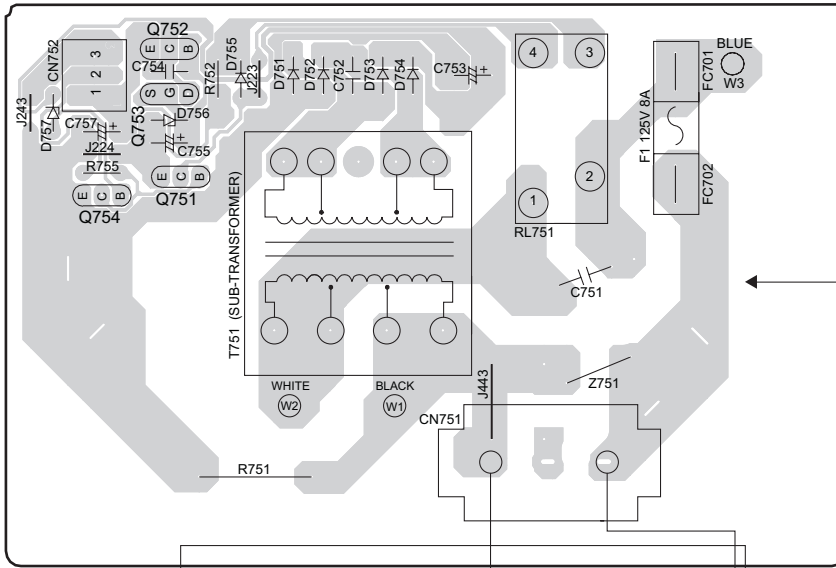 Q752
E C B
C754
CN752
3
2
1
S G D
R752
D755
J223
D751
D752
C752
D753
D754
C753 +
4
3
BLUE
W3
FC701
F1 125V 8A
FC702
J243
D757
C757 +
J224
R755
Q753
D756
+
C755
E C B
Q754
E C B
Q751
T751 (SUB-TRANSFORMER)
1
2
RL751
C751
WHITE
W2
BLACK
W1
J443
Z751
CN751
R751